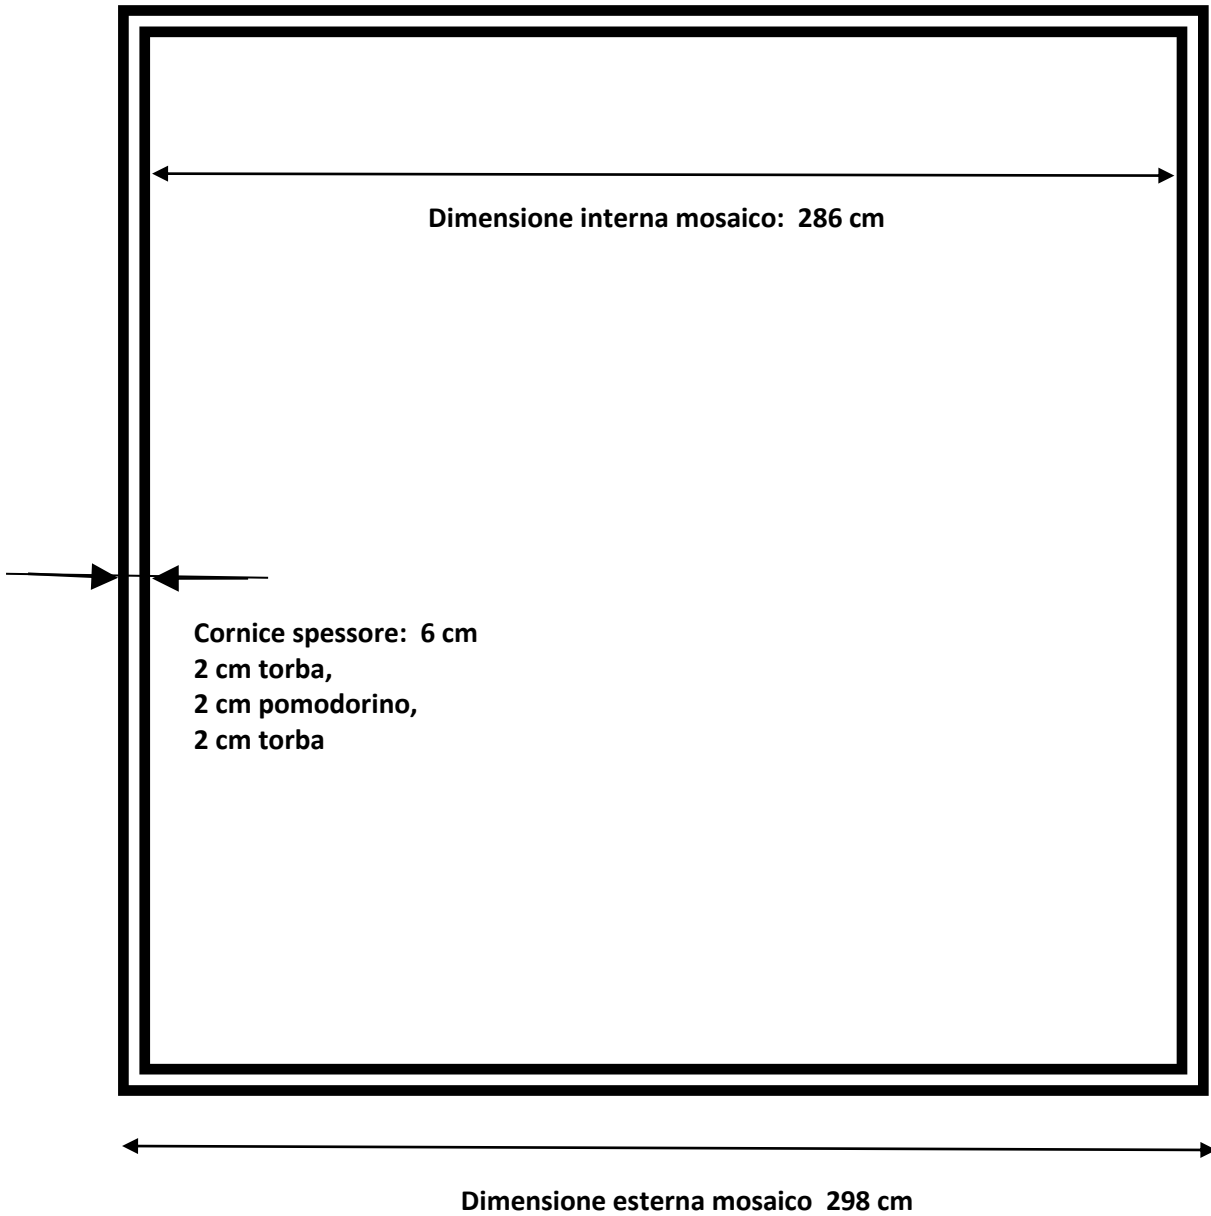 Dimensione interna mosaico:  286 cm
Cornice spessore:  6 cm
2 cm torba,
2 cm pomodorino,
2 cm torba
Dimensione esterna mosaico  298 cm